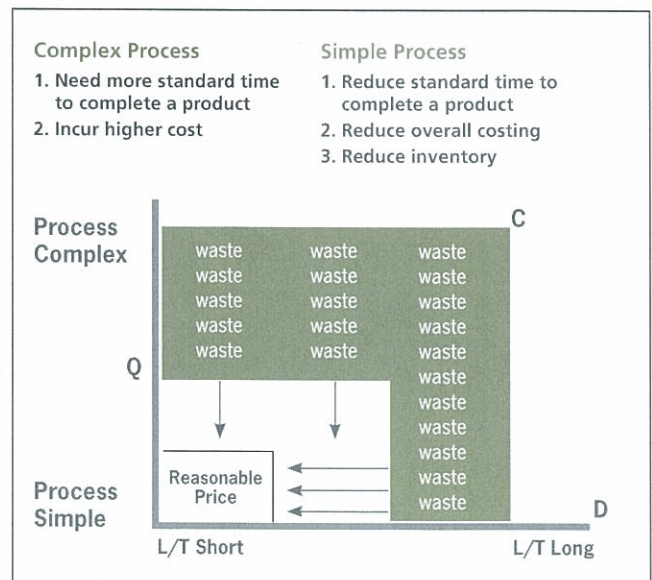 Complex Process
1. Need more standard time
to complete a product
2. Incur higher cost
Simple Process
1. Reduce standard time to
complete a product
2. Reduce overall costing
3. Reduce inventory
C
Process
Complex
waste waste waste
waste waste waste
waste waste waste
waste waste waste
waste waste waste
Q
waste
waste
waste
waste
waste
waste
Reasonable
Price
Process
Simple
D
L/T Short
L/T Long